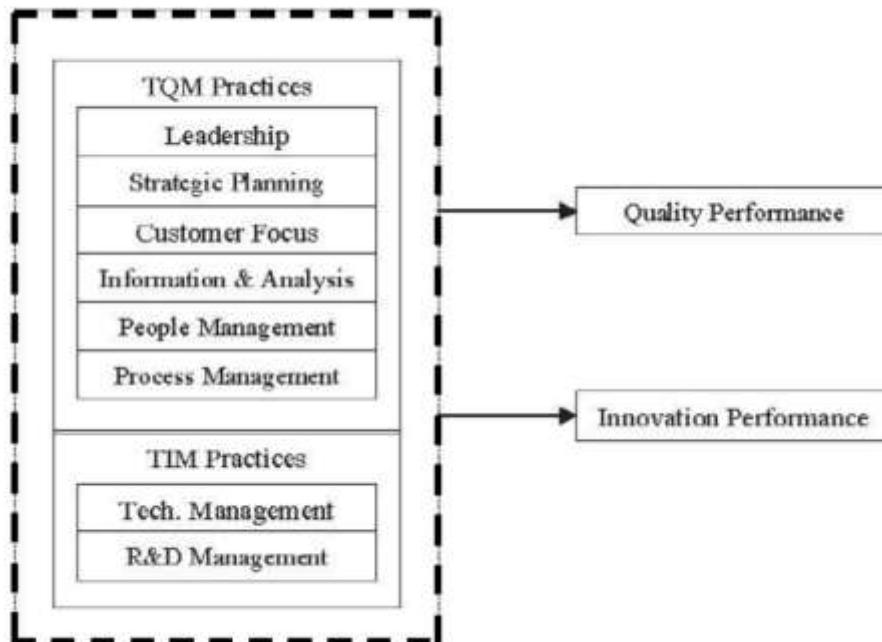 TQM Practices
Leadership
Strategic Planning
Customer Focus
Information & Analysis
People Management
Process Management
TIM Practices
Tech. Management
R&D Management
Quality Performance
Innovation Performance